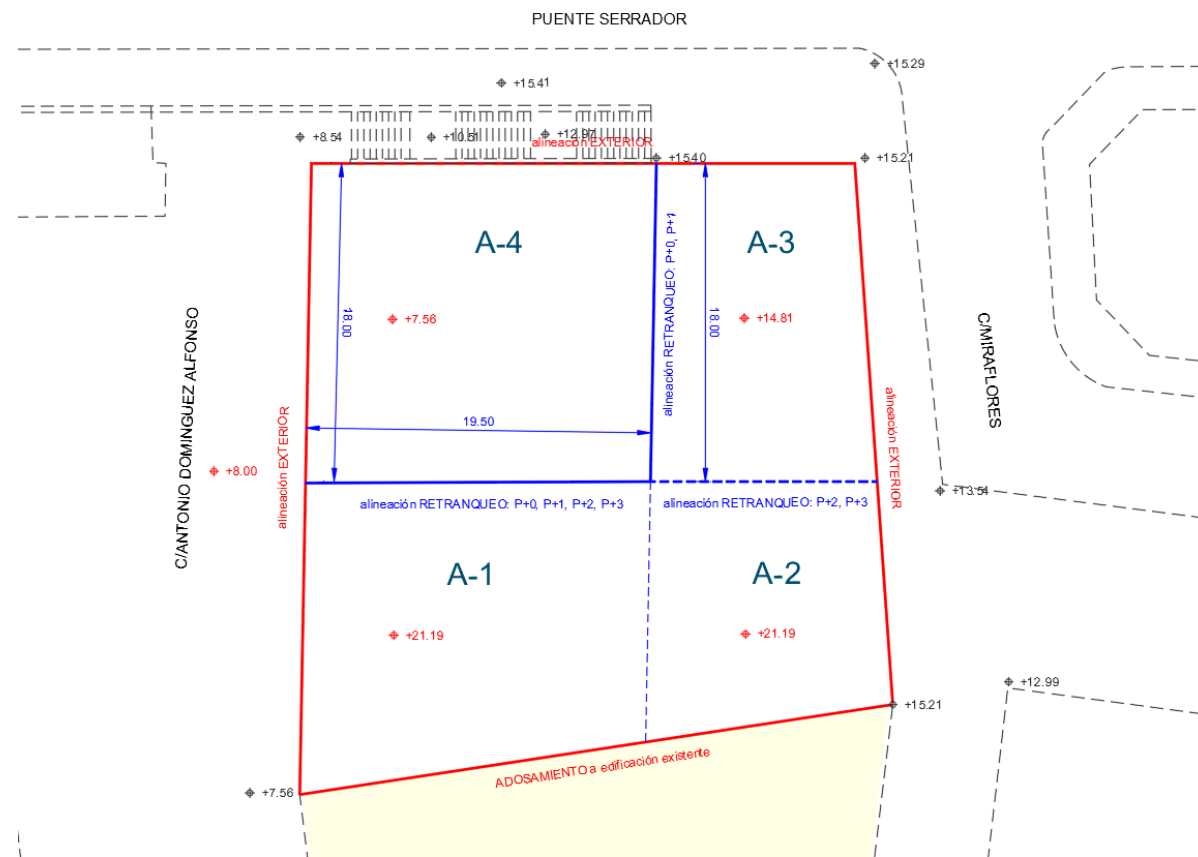 PUENTE SERRADOR
+15.29
+15.41
+8.54
+10.51
+12.97
alineación EXTERIOR
+15.40
+15.21
A-4
A-3
alineación RETRANQUEO: P+0, P+1
18.00
18.00
+7.56
+14.81
C/ANTONIO DOMINGUEZ ALFONSO
C/MIRAFLORES
19.50
alineación EXTERIOR
alineación EXTERIOR
+8.00
+13.54
alineación RETRANQUEO: P+0, P+1, P+2, P+3
alineación RETRANQUEO: P+2, P+3
A-1
A-2
+21.19
+21.19
+12.99
+15.21
ADOSAMIENTO a edificación existente
+7.56